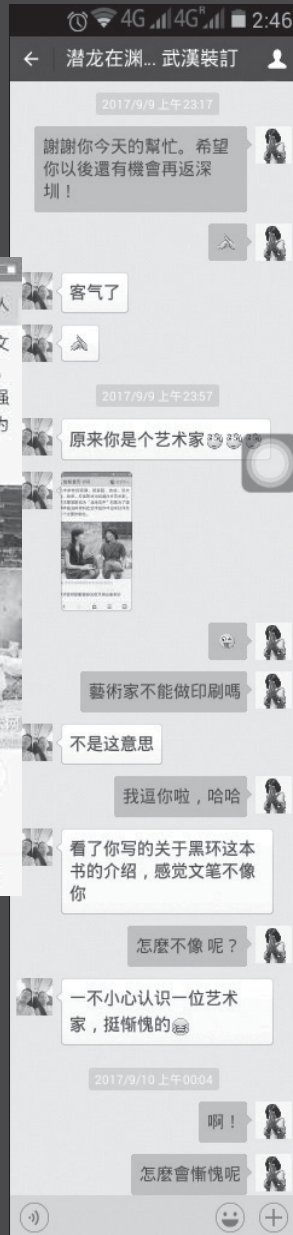 4G 4G R 2:46
潜龙在渊... 武漢裝訂
2017/9/9 上午23:17
謝謝你今天的幫忙。希望
你以後還有機會再返深
圳！
客气了
2017/9/9 上午23:57
原来你是个艺术家
藝術家不能做印刷嗎
不是这意思
我逗你啦，哈哈
看了你写的关于黑环这本
书的介绍，感觉文笔不像
你
怎麼不像 呢？
一不小心认识一位艺术
家，挺惭愧的
2017/9/10 上午00:04
啊！
怎麼會慚愧呢
人
文
强
为